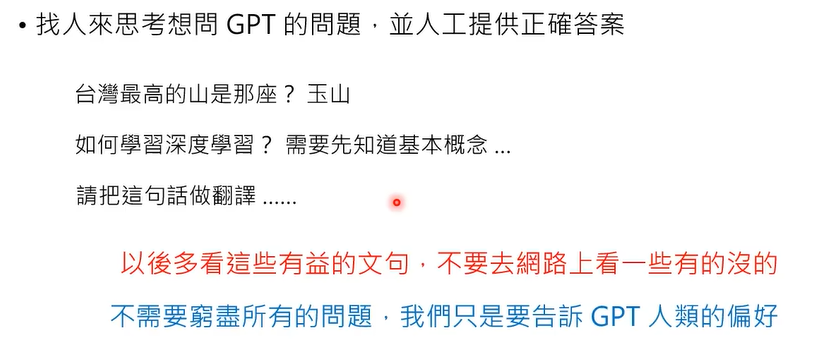 • 找人來思考想問 GPT 的問題，並人工提供正確答案
台灣最高的山是那座？ 玉山
如何學習深度學習？ 需要先知道基本概念 ...
請把這句話做翻譯 ......
以後多看這些有益的文句，不要去網路上看一些有的沒的
不需要窮盡所有的問題，我們只是要告訴 GPT 人類的偏好